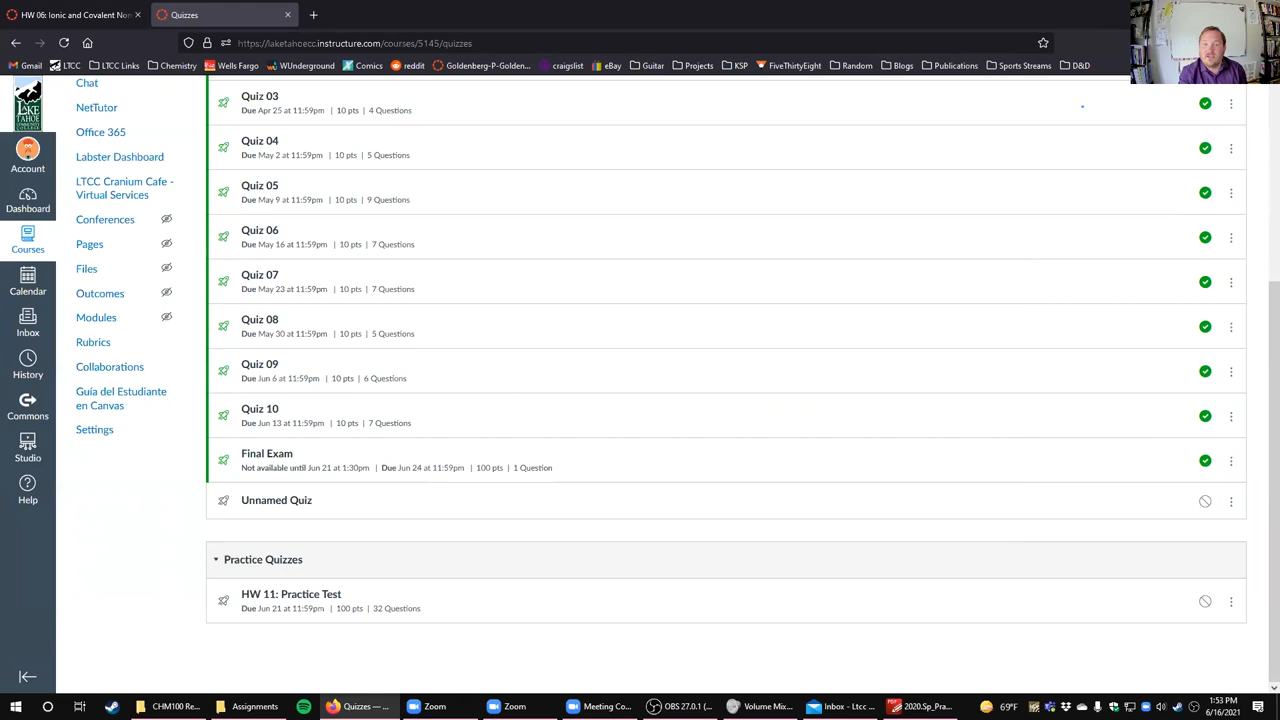 HW 06: Ionic and Covalent Nom
Quizzes
https://laketahoecc.instructure.com/courses/5145/quizzes
Gmail
LTCC
LTCC Links
Chemistry
Wells Fargo
WUnderground
Comics
reddit
Goldenberg-P-Golden...
craigslist
eBay
Guitar
Projects
KSP
FiveThirtyEight
Random
Blogs
Publications
Sports Streams
D&D
LAKE TAHOE
Account
Dashboard
Courses
Calendar
Inbox
History
Commons
Studio
Help
Chat
NetTutor
Office 365
Labster Dashboard
LTCC Cranium Cafe -
Virtual Services
Conferences
Pages
Files
Outcomes
Modules
Rubrics
Collaborations
Guía del Estudiante
en Canvas
Settings
Quiz 03
Due Apr 25 at 11:59pm | 10 pts | 4 Questions
Quiz 04
Due May 2 at 11:59pm | 10 pts | 5 Questions
Quiz 05
Due May 9 at 11:59pm | 10 pts | 9 Questions
Quiz 06
Due May 16 at 11:59pm | 10 pts | 7 Questions
Quiz 07
Due May 23 at 11:59pm | 10 pts | 7 Questions
Quiz 08
Due May 30 at 11:59pm | 10 pts | 5 Questions
Quiz 09
Due Jun 6 at 11:59pm | 10 pts | 6 Questions
Quiz 10
Due Jun 13 at 11:59pm | 10 pts | 7 Questions
Final Exam
Not available until Jun 21 at 1:30pm | Due Jun 24 at 11:59pm | 100 pts | 1 Question
Unnamed Quiz
Practice Quizzes
HW 11: Practice Test
Due Jun 21 at 11:59pm | 100 pts | 32 Questions
CHM100 Re...
Assignments
Quizzes — ...
Zoom
Zoom
Meeting Co...
OBS 27.0.1 (...
Volume Mix...
Inbox - Ltcc ...
2020.Sp_Pra...
69°F
1:53 PM
6/16/2021